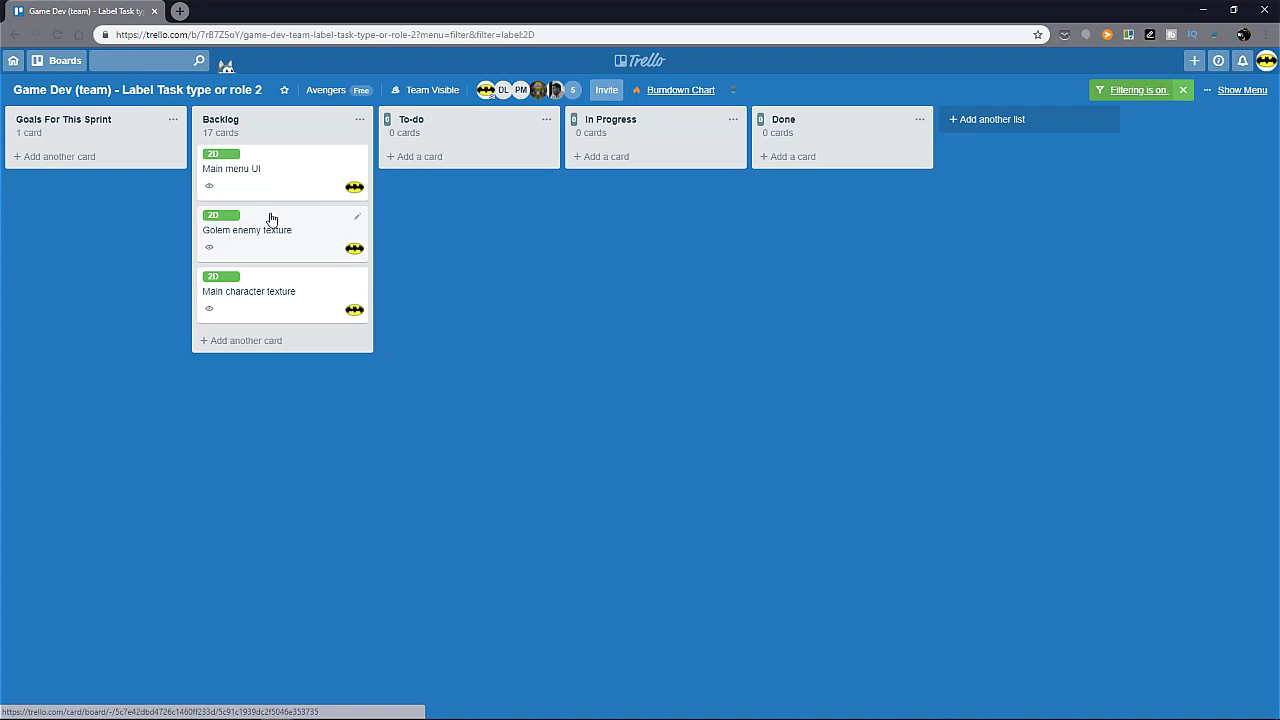 Game Dev (team) - Label Task typ
https://trello.com/b/7rB7Z5oY/game-dev-team-label-task-type-or-role-2?menu=filter&filter=label:2D
Boards
Trello
Game Dev (team) - Label Task type or role 2
Avengers Free
Team Visible
DL
PM
5
Invite
Burndown Chart
Filtering is on
Show Menu
Goals For This Sprint
1 card
+ Add another card
Backlog
17 cards
2D
Main menu UI
2D
Golem enemy texture
2D
Main character texture
+ Add another card
0 To-do
0 cards
+ Add a card
0 In Progress
0 cards
+ Add a card
0 Done
0 cards
+ Add a card
+ Add another list
https://trello.com/card/board/-/5c7e42dbd4726c1460ff233d/5c91c1939dc2f5046e353735